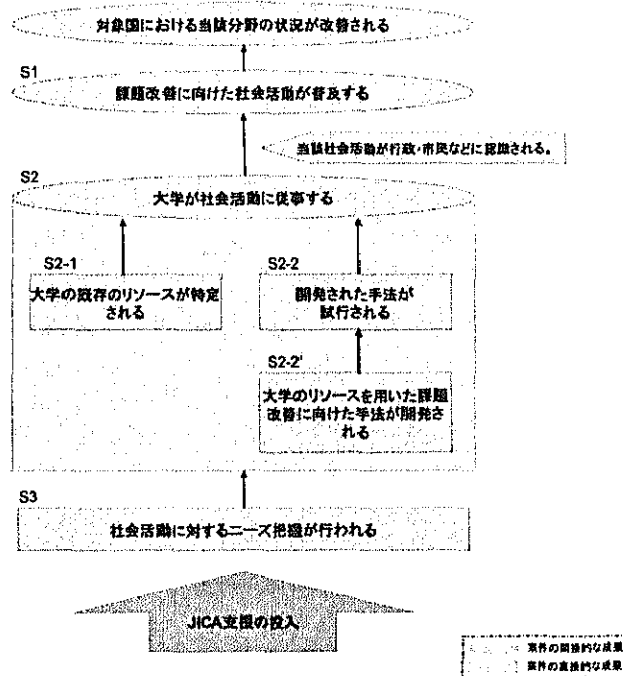 対象国における当該分野の状況が改善される
S1
課題改善に向けた社会活動が普及する
当該社会活動が行政・市民などに認識される。
S2
大学が社会活動に従事する
S2-1
大学の既存のリソースが特定
される
S2-2
開発された手法が
試行される
S2-2'
大学のリソースを用いた課題
改善に向けた手法が開発され
る
S3
社会活動に対するニーズ把握が行われる
JICA支援の投入
案件の間接的な成果
案件の直接的な成果